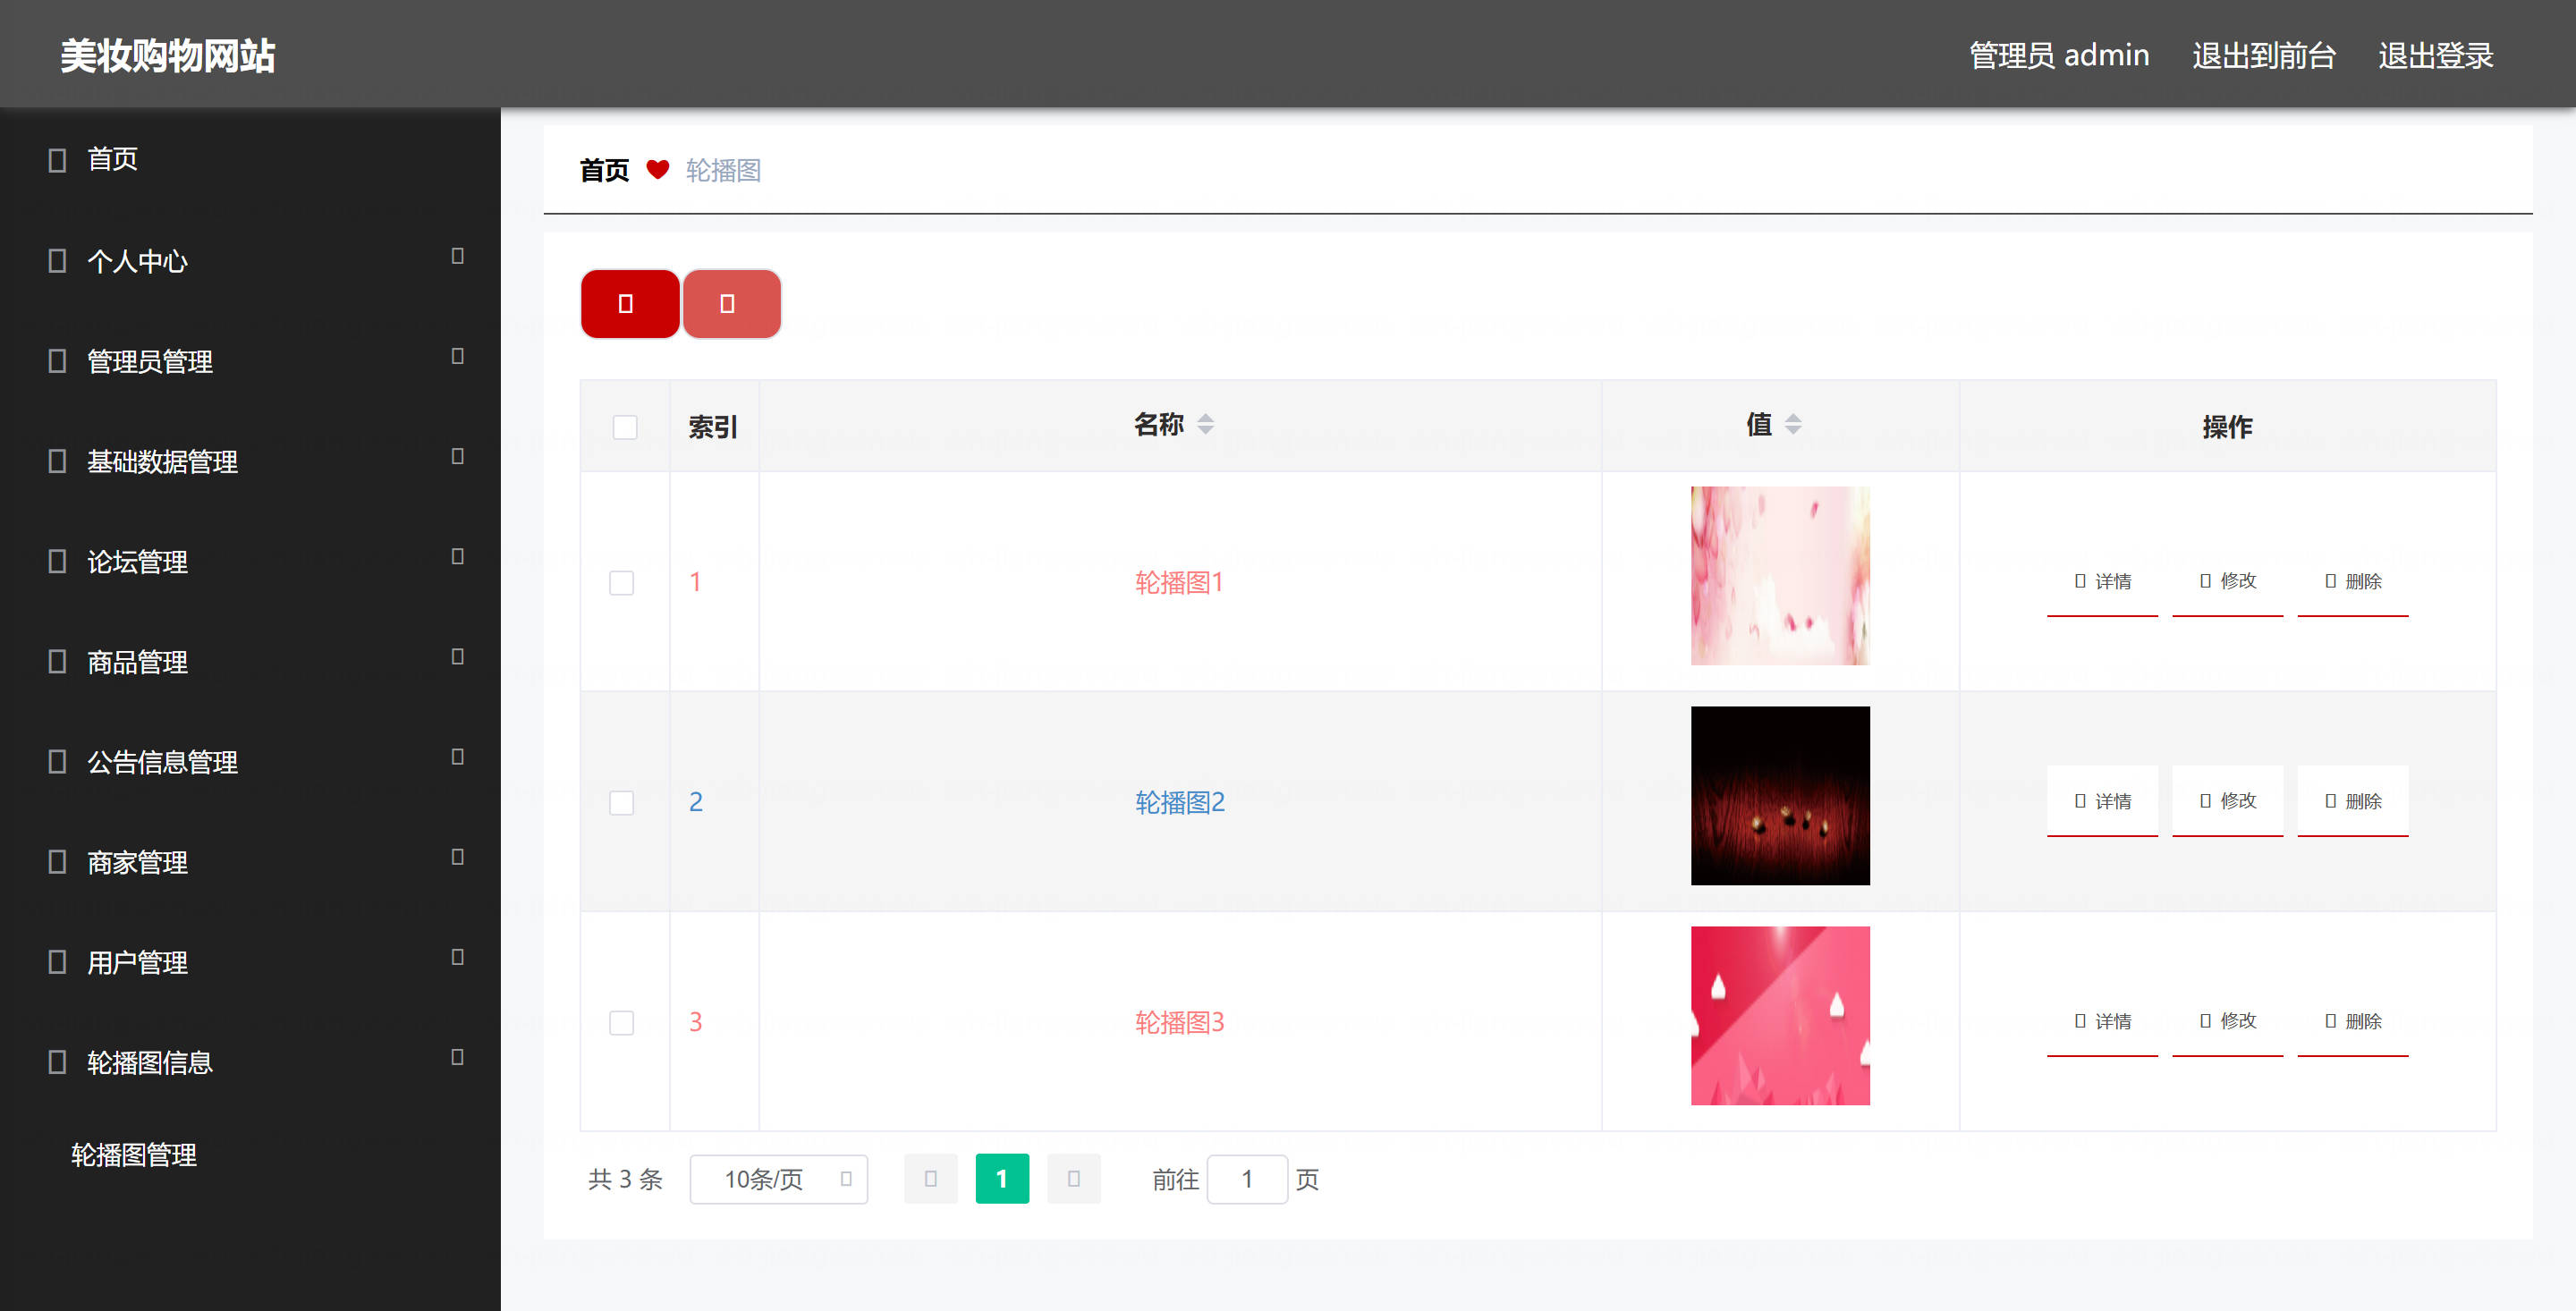 美妆购物网站
管理员 admin 退出到前台 退出登录
首页
个人中心
管理员管理
基础数据管理
论坛管理
商品管理
公告信息管理
商家管理
用户管理
轮播图信息
轮播图管理
首页 轮播图
索引 名称 值 操作
1 轮播图1 详情 修改 删除
2 轮播图2 详情 修改 删除
3 轮播图3 详情 修改 删除
共 3 条 10条/页 1 前往 1 页